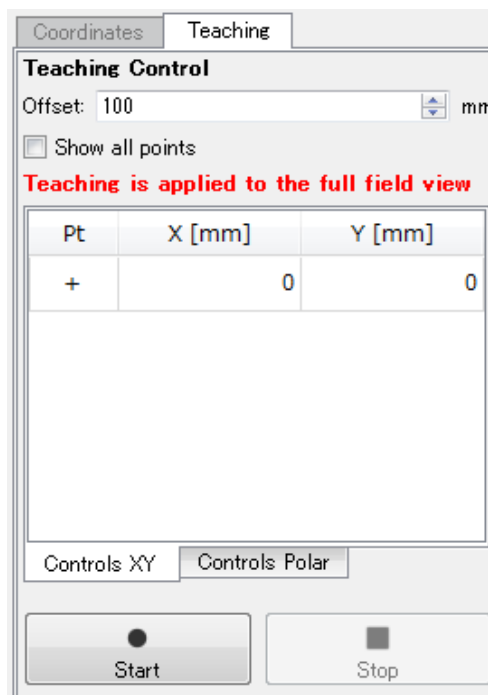 Coordinates Teaching
Teaching Control
Offset: 100 mm
Show all points
Teaching is applied to the full field view
Pt X [mm] Y [mm]
+ 0 0
Controls XY Controls Polar
Start Stop